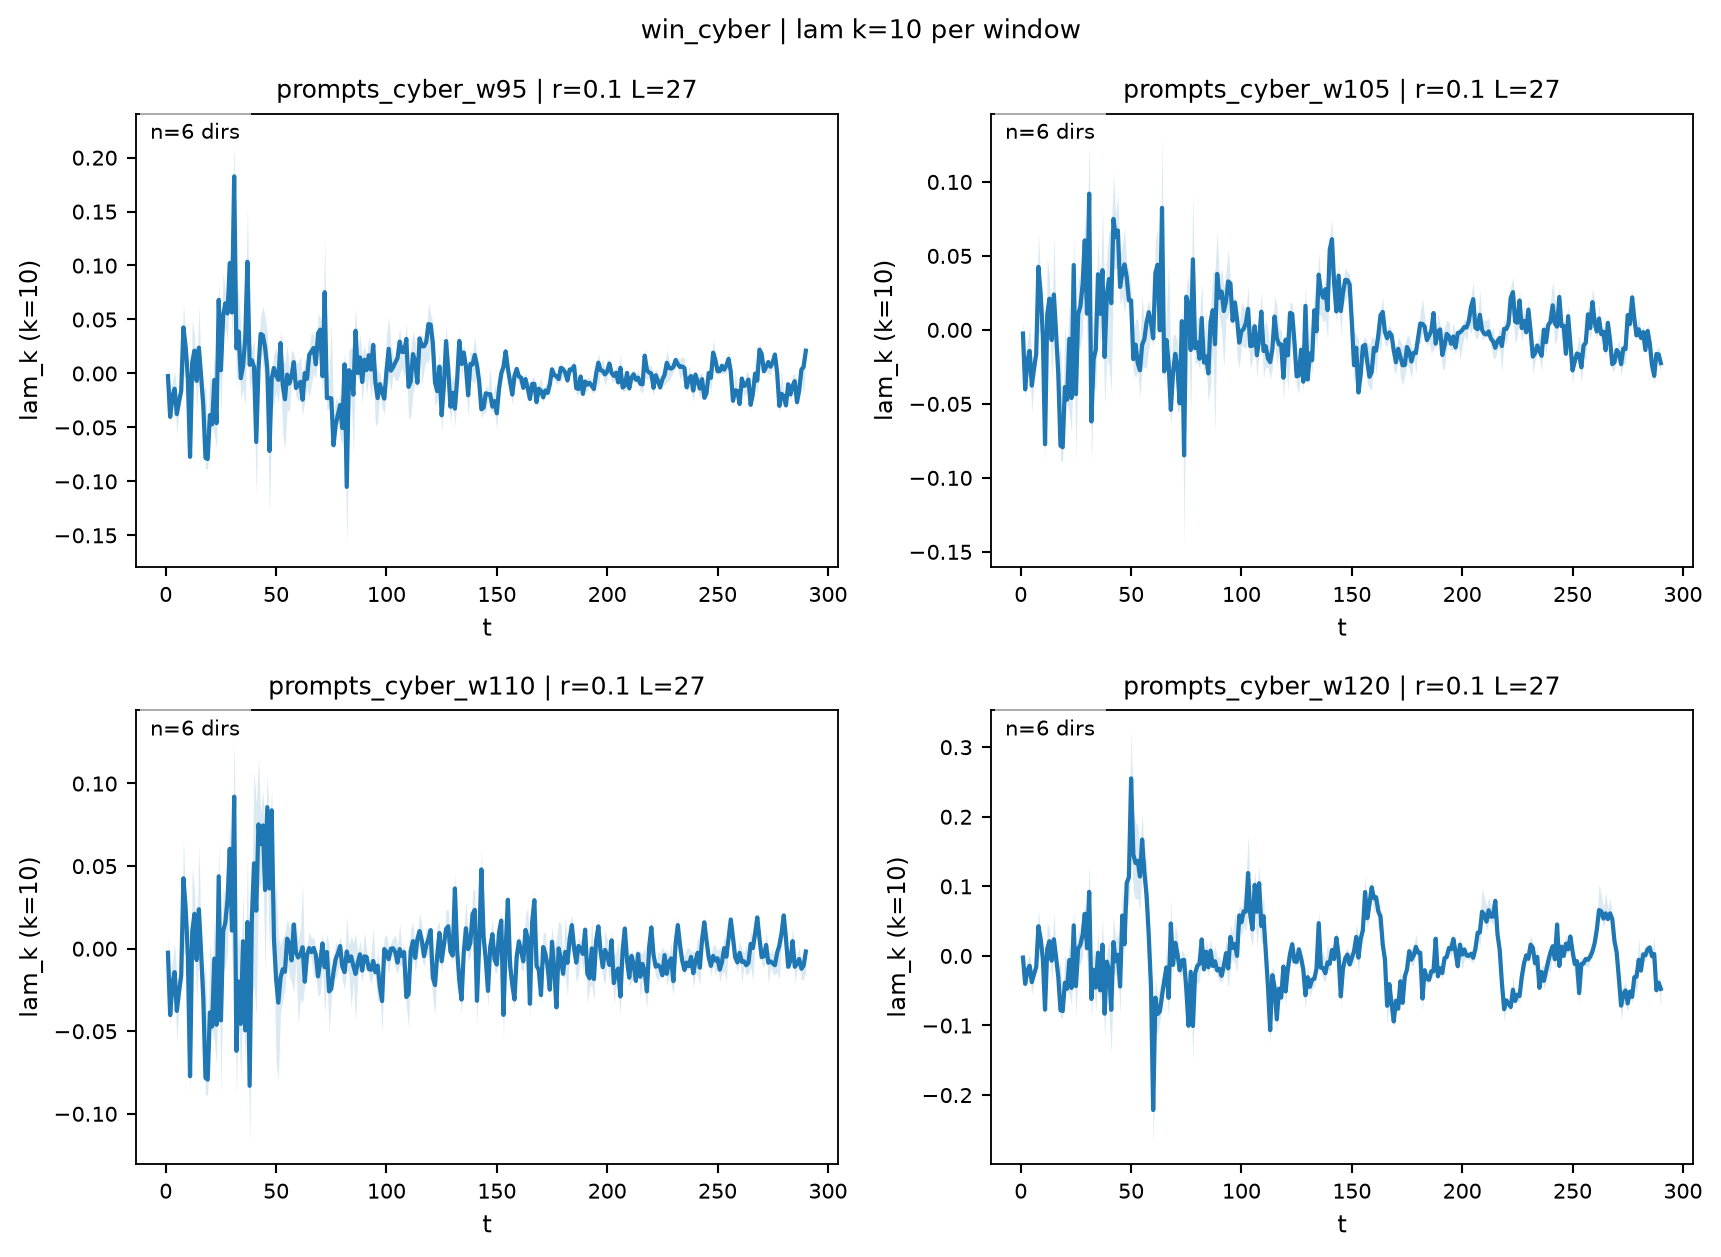 win_cyber | lam k=10 per window
prompts_cyber_w95 | r=0.1 L=27
n=6 dirs
lam_k (k=10)
0.20
0.15
0.10
0.05
0.00
−0.05
−0.10
−0.15
0 50 100 150 200 250 300
t
prompts_cyber_w105 | r=0.1 L=27
n=6 dirs
lam_k (k=10)
0.10
0.05
0.00
−0.05
−0.10
−0.15
0 50 100 150 200 250 300
t
prompts_cyber_w110 | r=0.1 L=27
n=6 dirs
lam_k (k=10)
0.10
0.05
0.00
−0.05
−0.10
0 50 100 150 200 250 300
t
prompts_cyber_w120 | r=0.1 L=27
n=6 dirs
lam_k (k=10)
0.3
0.2
0.1
0.0
−0.1
−0.2
0 50 100 150 200 250 300
t